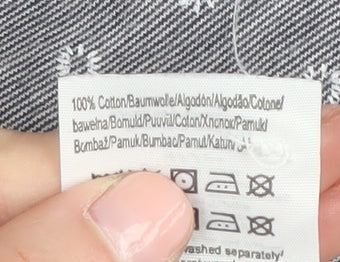 100% Cotton/Baumwolle/Algodón/Algodão/Cotone/
bawełna/Bomuld/Puuvill/Coton/Хлопок/Pamuk/
Bombaž/Pamuk/Bumbac/Pamut/Katun/
washed separately